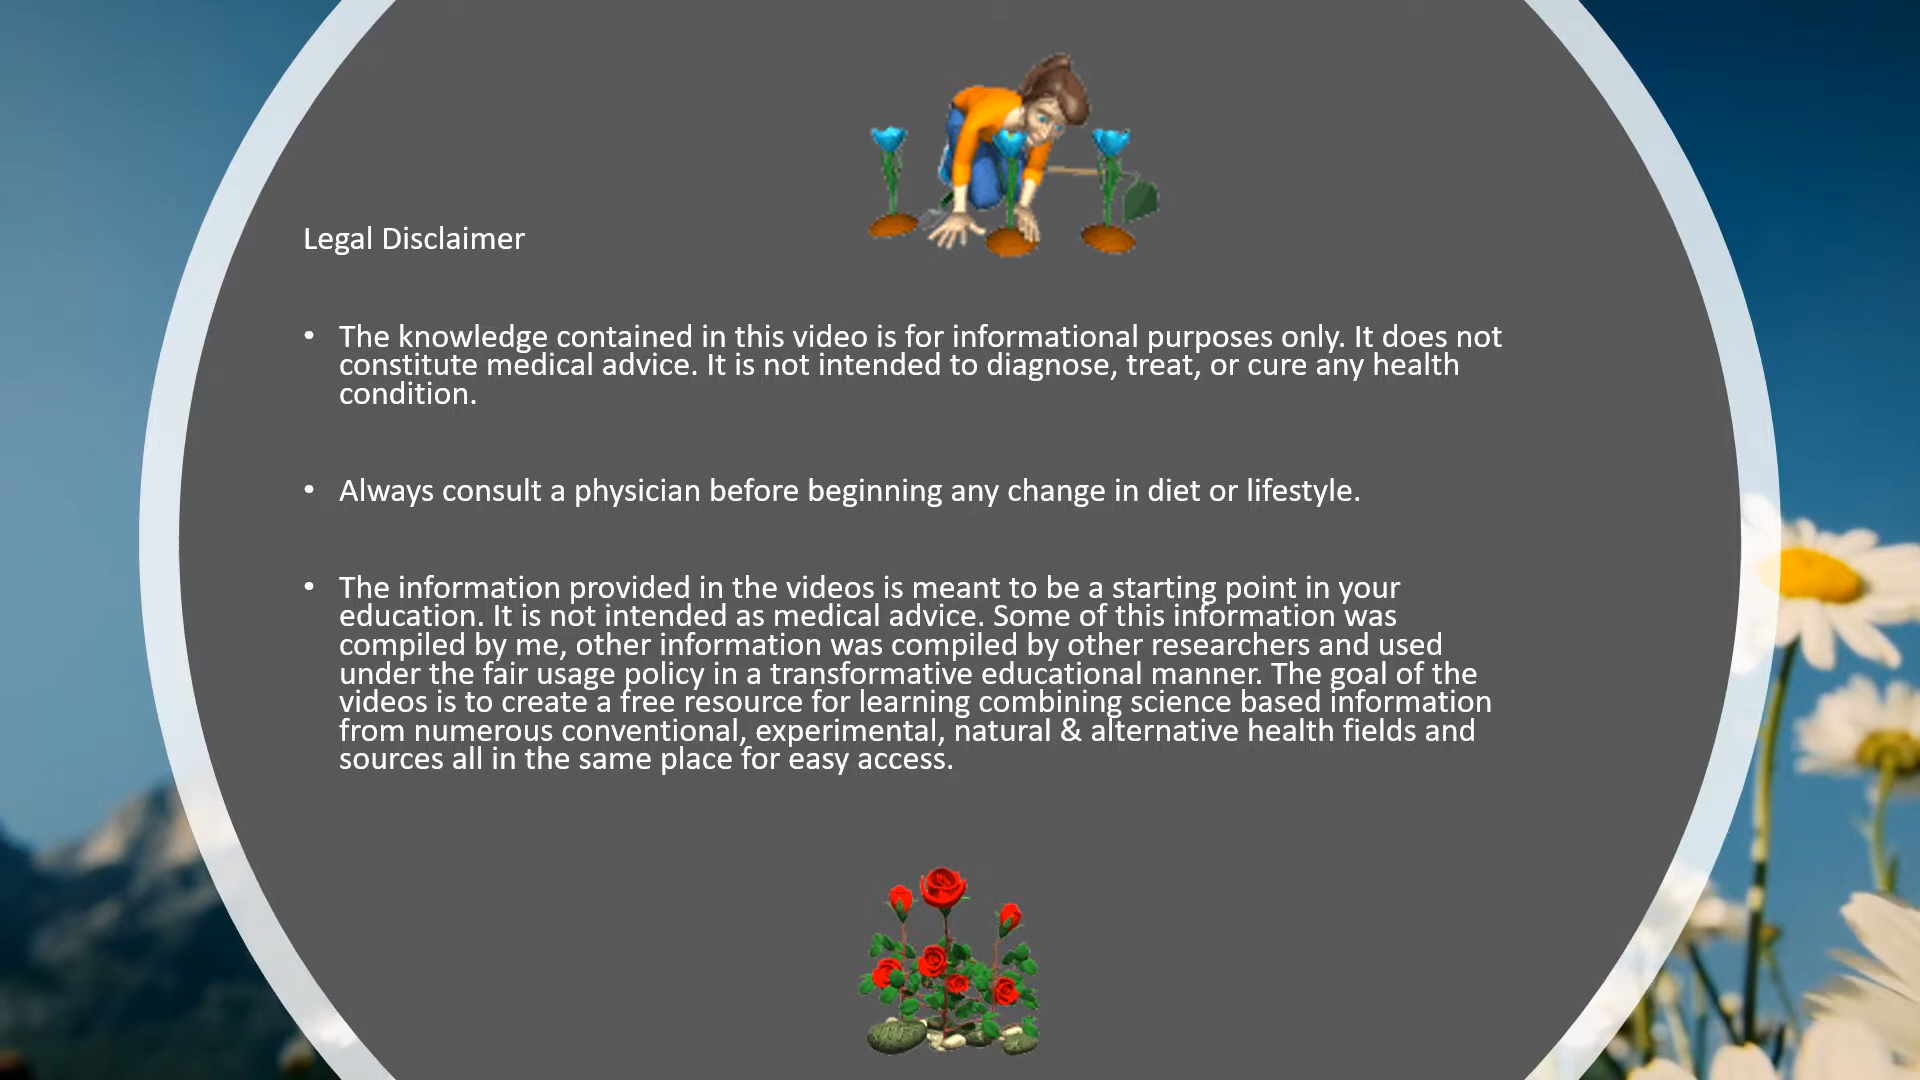 Legal Disclaimer
• The knowledge contained in this video is for informational purposes only. It does not
constitute medical advice. It is not intended to diagnose, treat, or cure any health
condition.
• Always consult a physician before beginning any change in diet or lifestyle.
• The information provided in the videos is meant to be a starting point in your
education. It is not intended as medical advice. Some of this information was
compiled by me, other information was compiled by other researchers and used
under the fair usage policy in a transformative educational manner. The goal of the
videos is to create a free resource for learning combining science based information
from numerous conventional, experimental, natural & alternative health fields and
sources all in the same place for easy access.